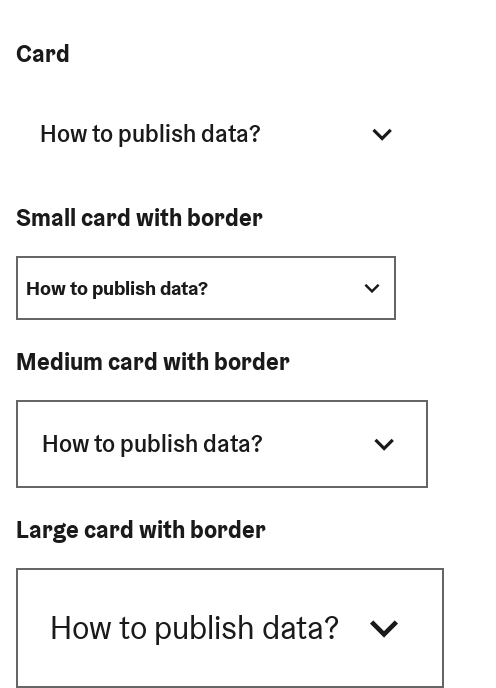 Card
How to publish data?
Small card with border
How to publish data?
Medium card with border
How to publish data?
Large card with border
How to publish data?